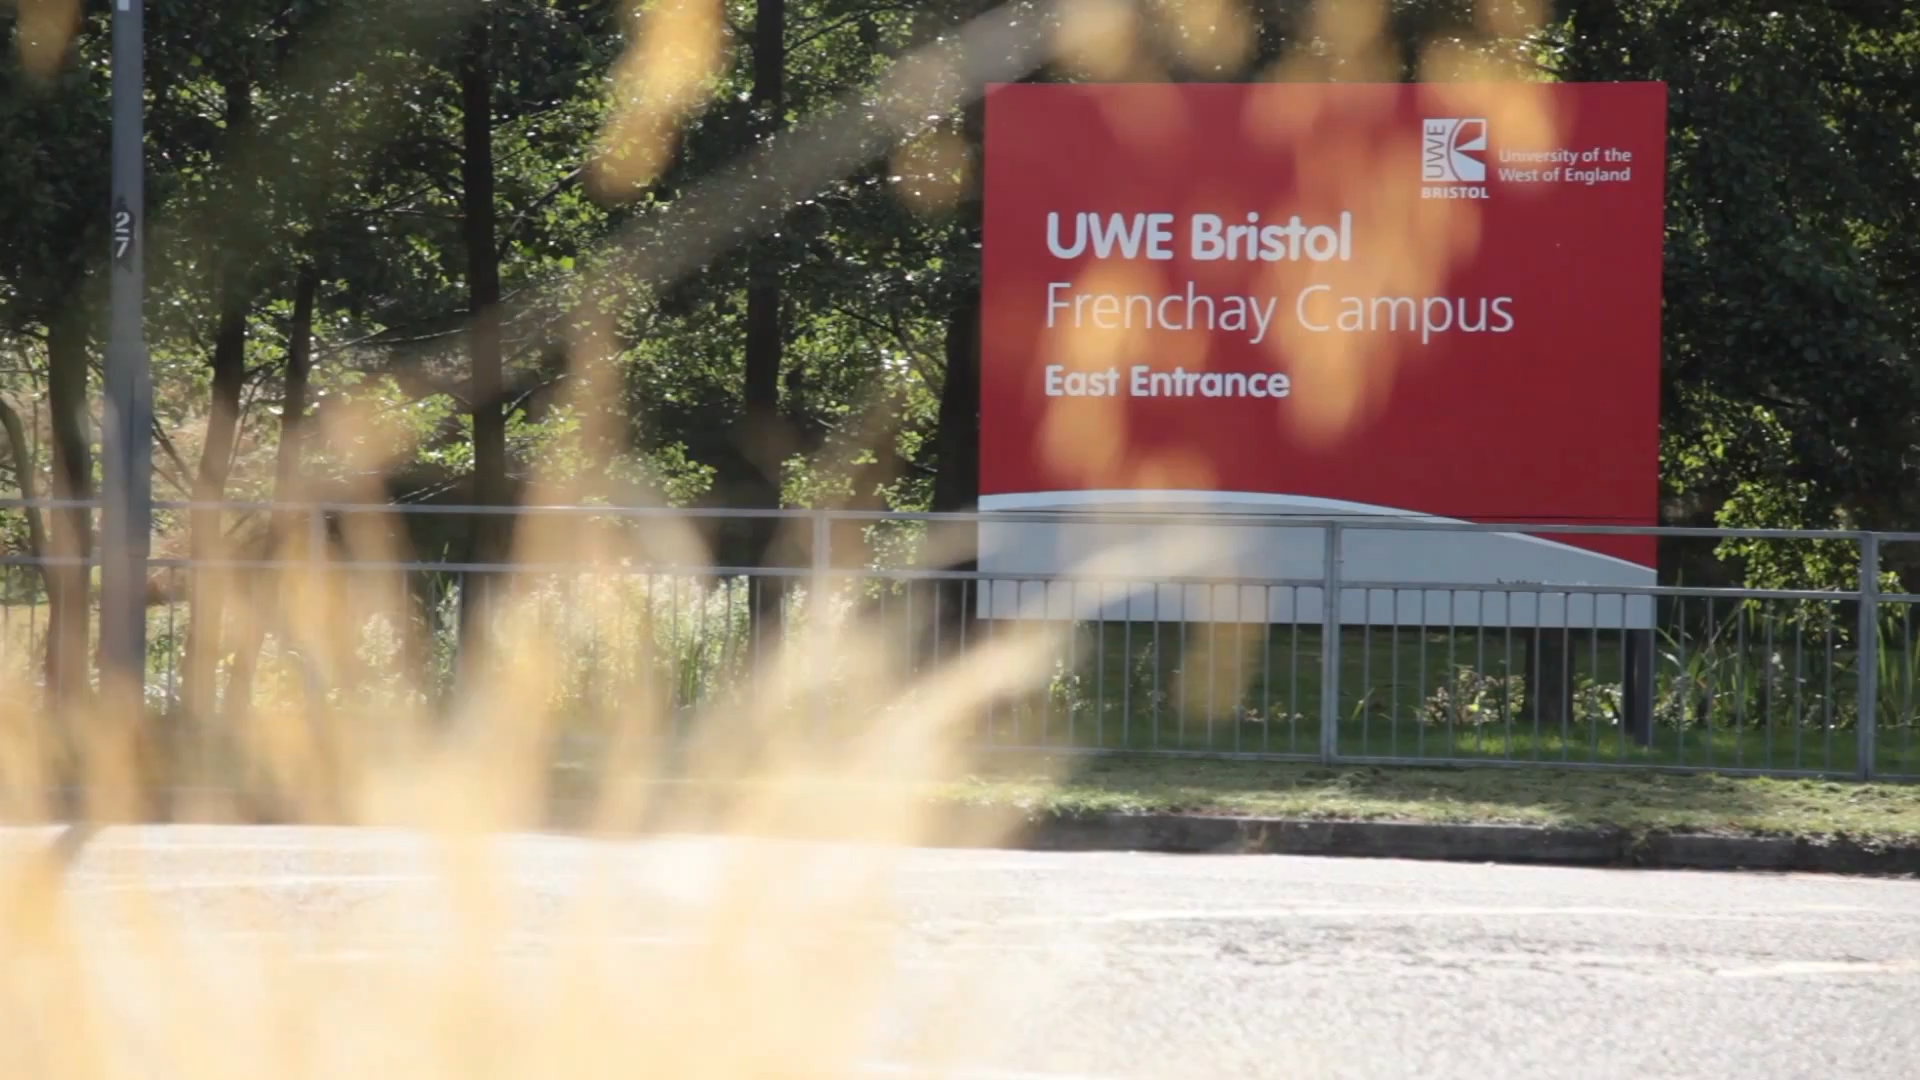 27
UWE
BRISTOL
University of the
West of England
UWE Bristol
Frenchay Campus
East Entrance